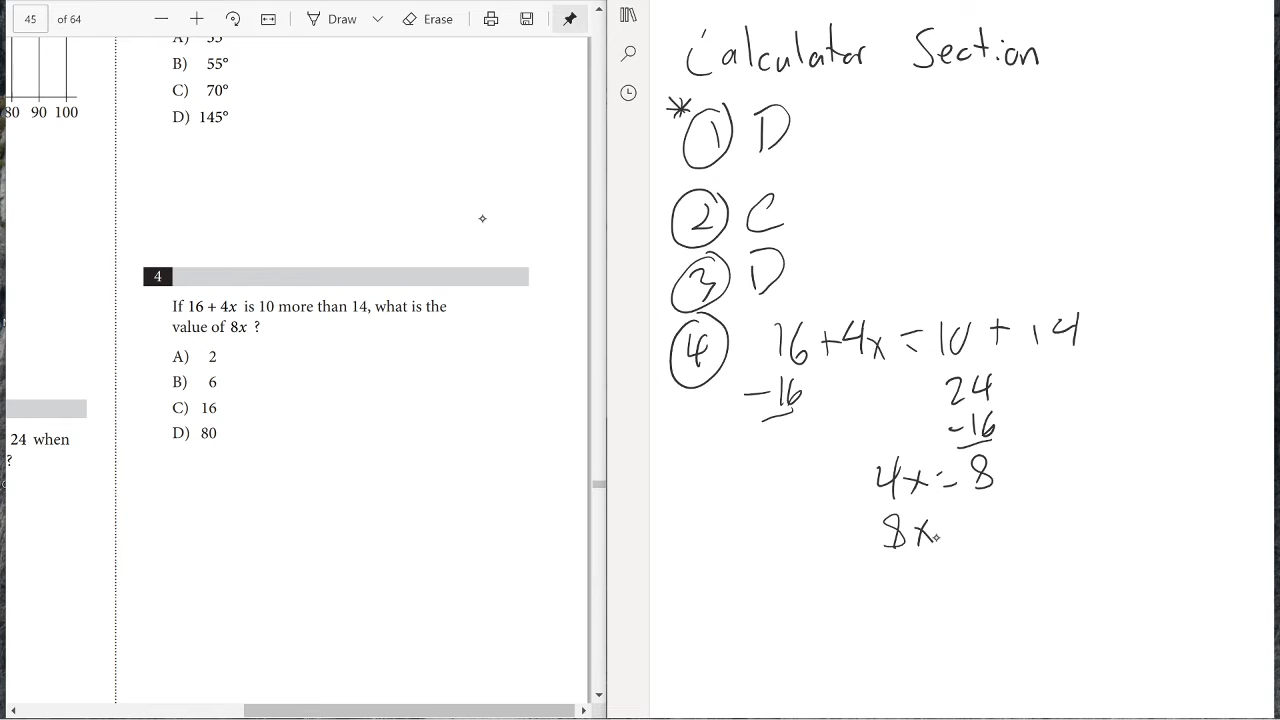 45 of 64 Draw Erase
80 90 100
B) 55°
C) 70°
D) 145°
4
If 16 + 4x is 10 more than 14, what is the
value of 8x ?
A) 2
B) 6
C) 16
D) 80
24 when
?
Calculator Section
* 1 D
2 C
3 D
4 16+4x=10+14
-16 24
-16
4x=8
8x